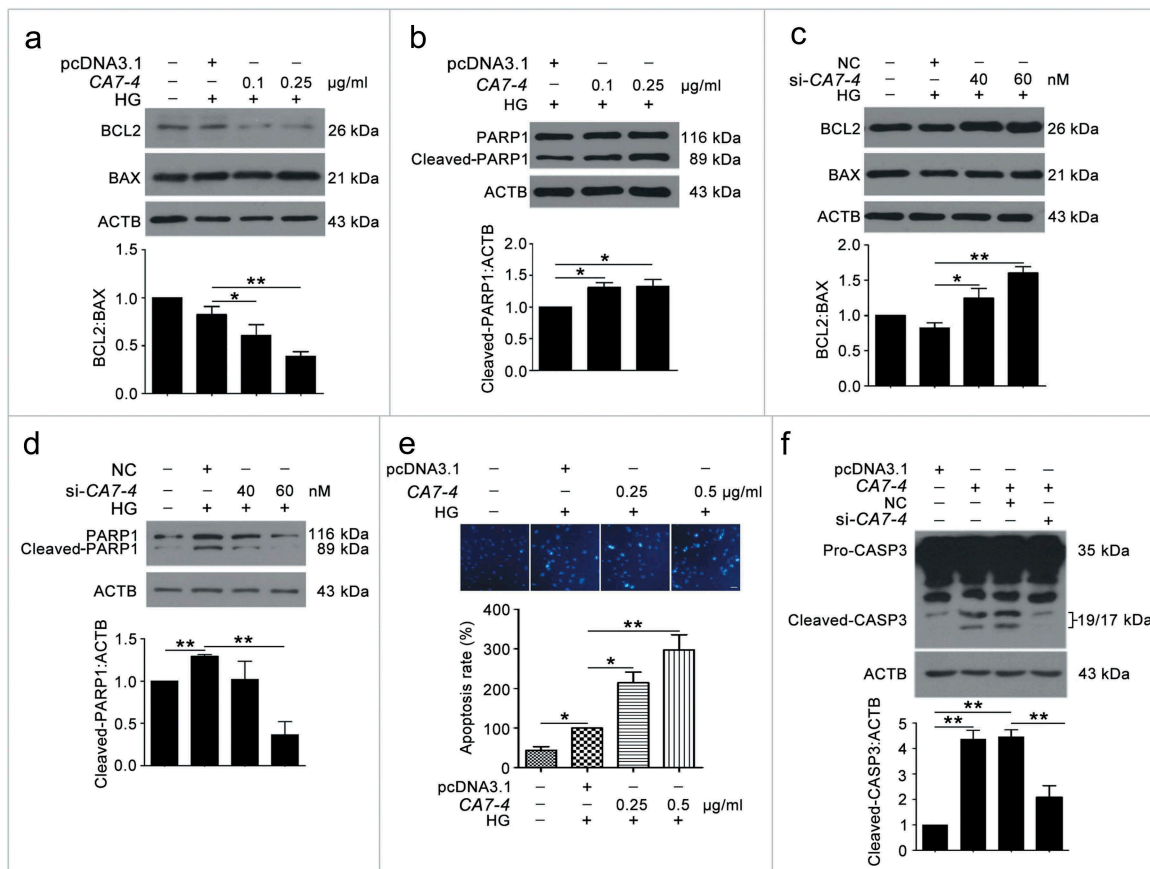 a
pcDNA3.1 – + – –
CA7-4 – – 0.1 0.25 µg/ml
HG – + + +
BCL2 26 kDa
BAX 21 kDa
ACTB 43 kDa
BCL2:BAX
1.5
1.0
0.5
0.0
*
**
b
pcDNA3.1 + – –
CA7-4 – 0.1 0.25 µg/ml
HG + + +
PARP1 116 kDa
Cleaved-PARP1 89 kDa
ACTB 43 kDa
Cleaved-PARP1:ACTB
2.0
1.5
1.0
0.5
0.0
*
*
c
NC – + – –
si-CA7-4 – – 40 60 nM
HG – + + +
BCL2 26 kDa
BAX 21 kDa
ACTB 43 kDa
BCL2:BAX
2.0
1.5
1.0
0.5
0.0
*
**
d
NC – + – –
si-CA7-4 – – 40 60 nM
HG – + + +
PARP1 116 kDa
Cleaved-PARP1 89 kDa
ACTB 43 kDa
Cleaved-PARP1:ACTB
1.5
1.0
0.5
0.0
**
**
e
pcDNA3.1 – + – –
CA7-4 – – 0.25 0.5 µg/ml
HG – + + +
Apoptosis rate (%)
400
300
200
100
0
*
*
**
pcDNA3.1 – + – –
CA7-4 – – 0.25 0.5 µg/ml
HG – + + +
f
pcDNA3.1 + – – –
CA7-4 – + + +
NC – – + –
si-CA7-4 – – – +
Pro-CASP3 35 kDa
Cleaved-CASP3 19/17 kDa
ACTB 43 kDa
Cleaved-CASP3:ACTB
5
4
3
2
1
0
**
**
**